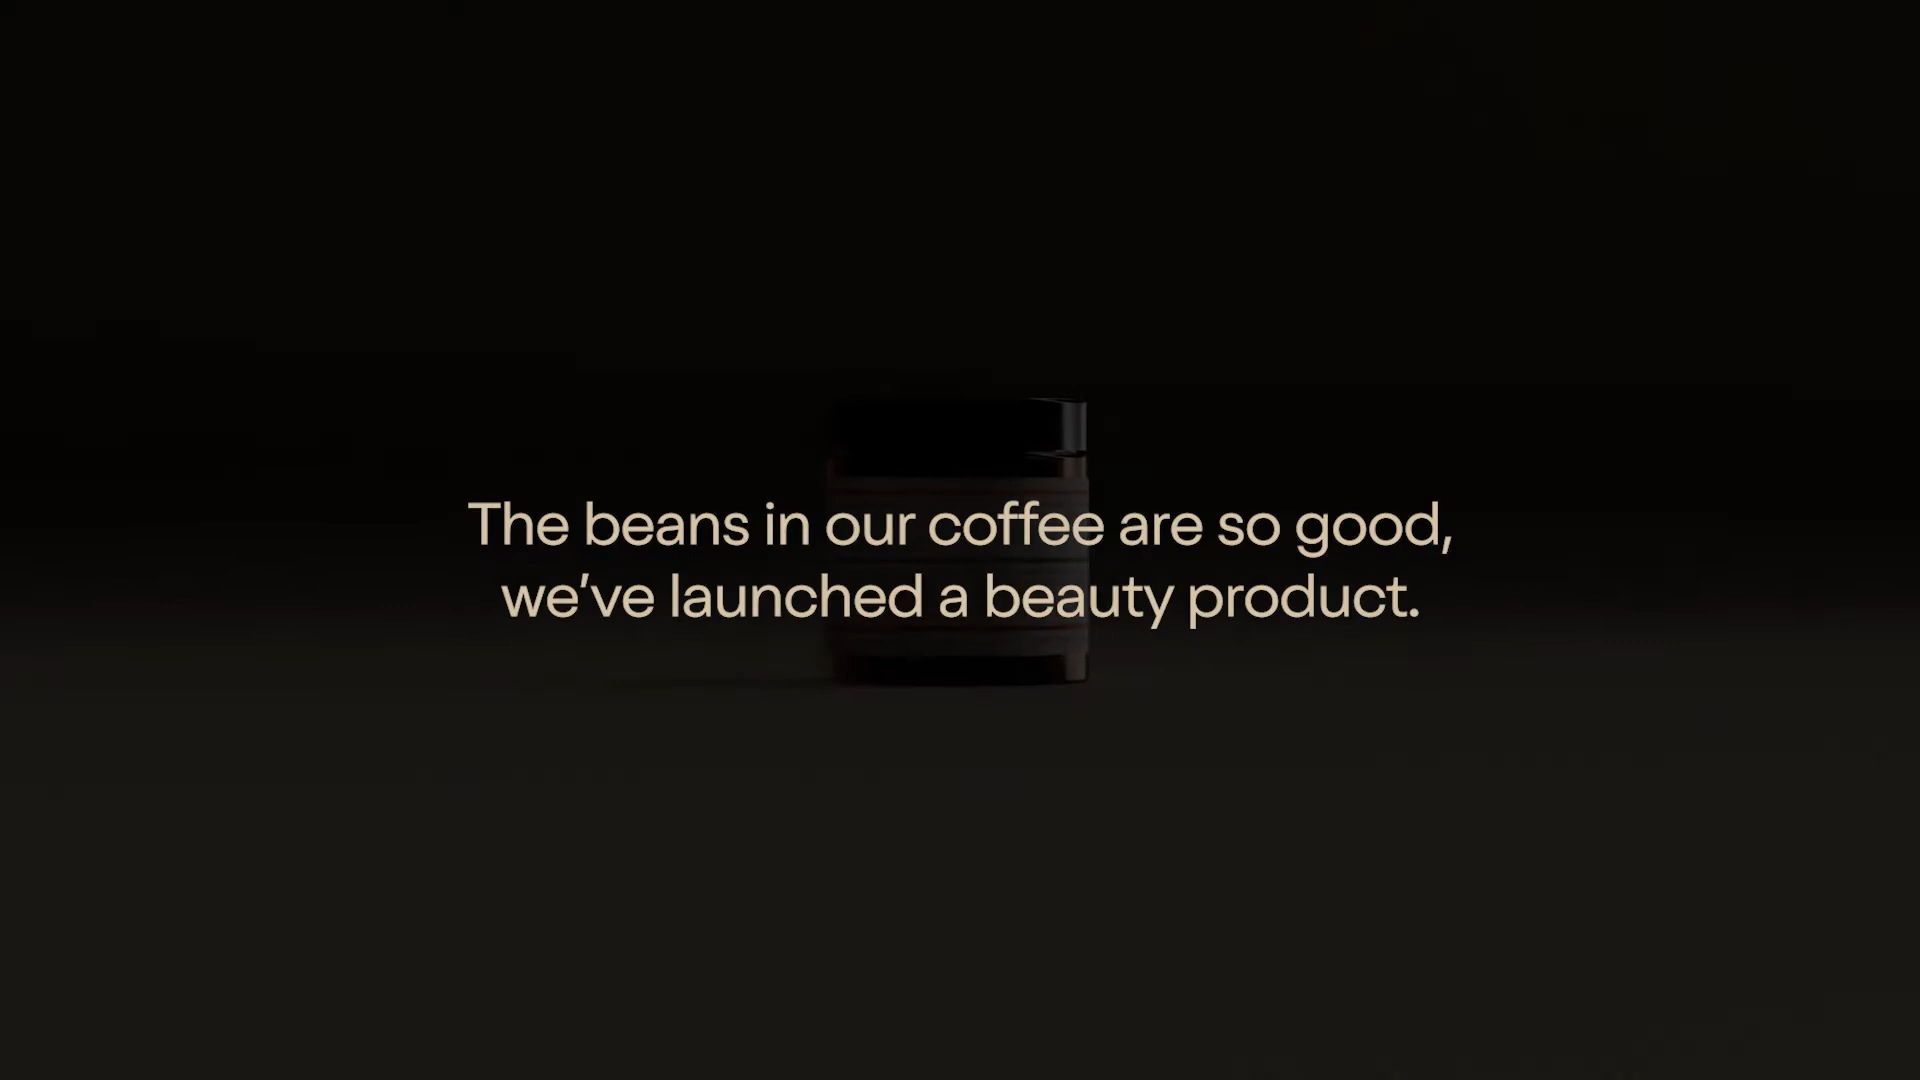 The beans in our coffee are so good,
we’ve launched a beauty product.